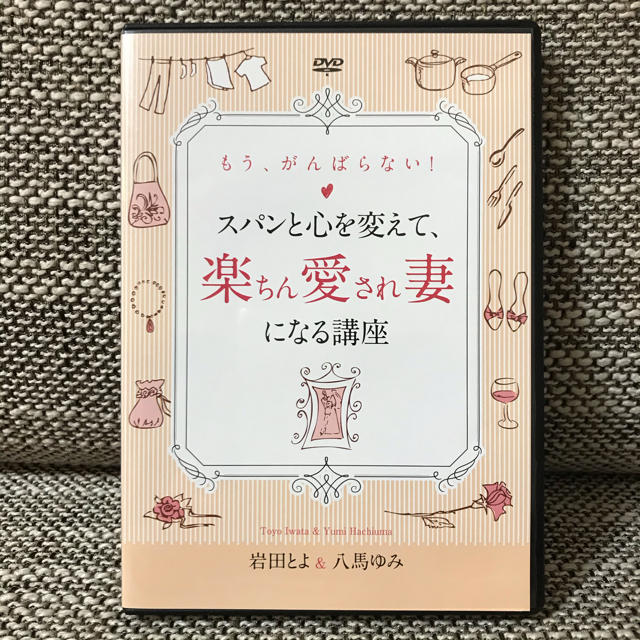 DVD
もう、がんばらない!
スパンと心を変えて、
楽ちん愛され妻
になる講座
Toyo Iwata & Yumi Hachiuma
岩田とよ & 八馬ゆみ